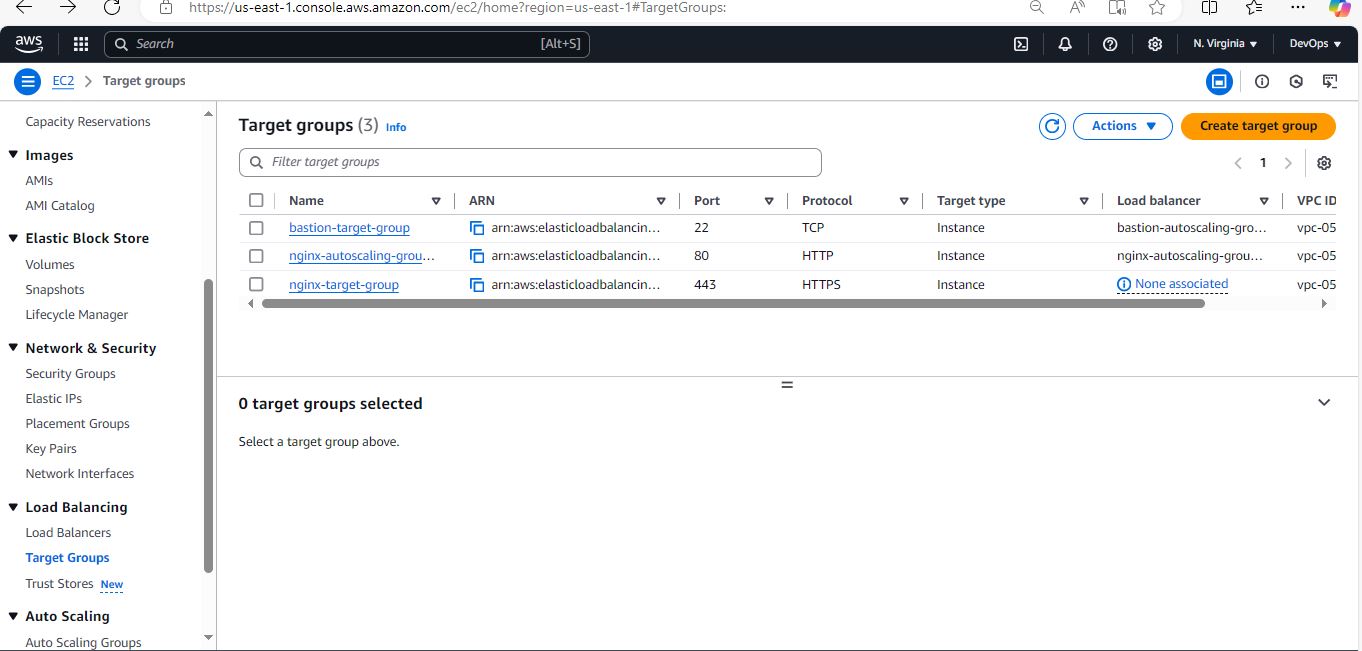 https://us-east-1.console.aws.amazon.com/ec2/home?region=us-east-1#TargetGroups:
aws Search [Alt+S] N. Virginia DevOps
EC2 Target groups
Capacity Reservations
Images
AMIs
AMI Catalog
Elastic Block Store
Volumes
Snapshots
Lifecycle Manager
Network & Security
Security Groups
Elastic IPs
Placement Groups
Key Pairs
Network Interfaces
Load Balancing
Load Balancers
Target Groups
Trust Stores New
Auto Scaling
Auto Scaling Groups
Target groups (3) Info Actions Create target group
Filter target groups 1
Name ARN Port Protocol Target type Load balancer VPC ID
bastion-target-group arn:aws:elasticloadbalancin... 22 TCP Instance bastion-autoscaling-gro... vpc-05
nginx-autoscaling-grou... arn:aws:elasticloadbalancin... 80 HTTP Instance nginx-autoscaling-grou... vpc-05
nginx-target-group arn:aws:elasticloadbalancin... 443 HTTPS Instance None associated vpc-05
0 target groups selected
Select a target group above.